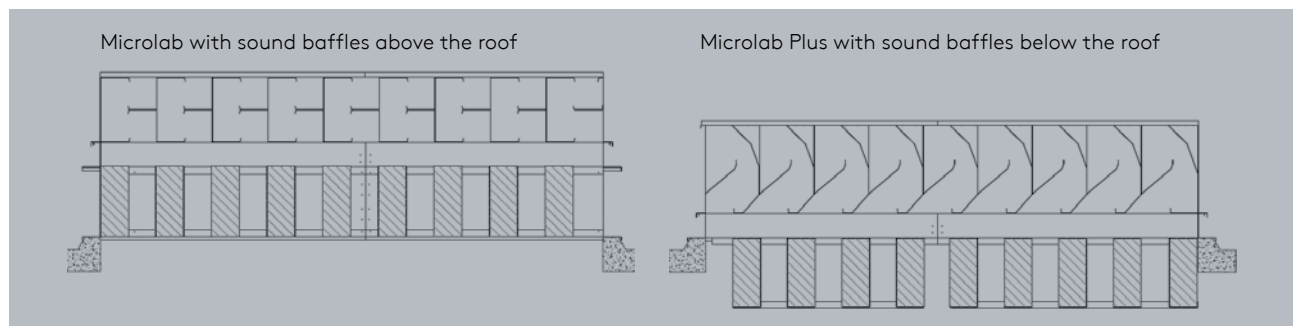 Microlab with sound baffles above the roof
Microlab Plus with sound baffles below the roof